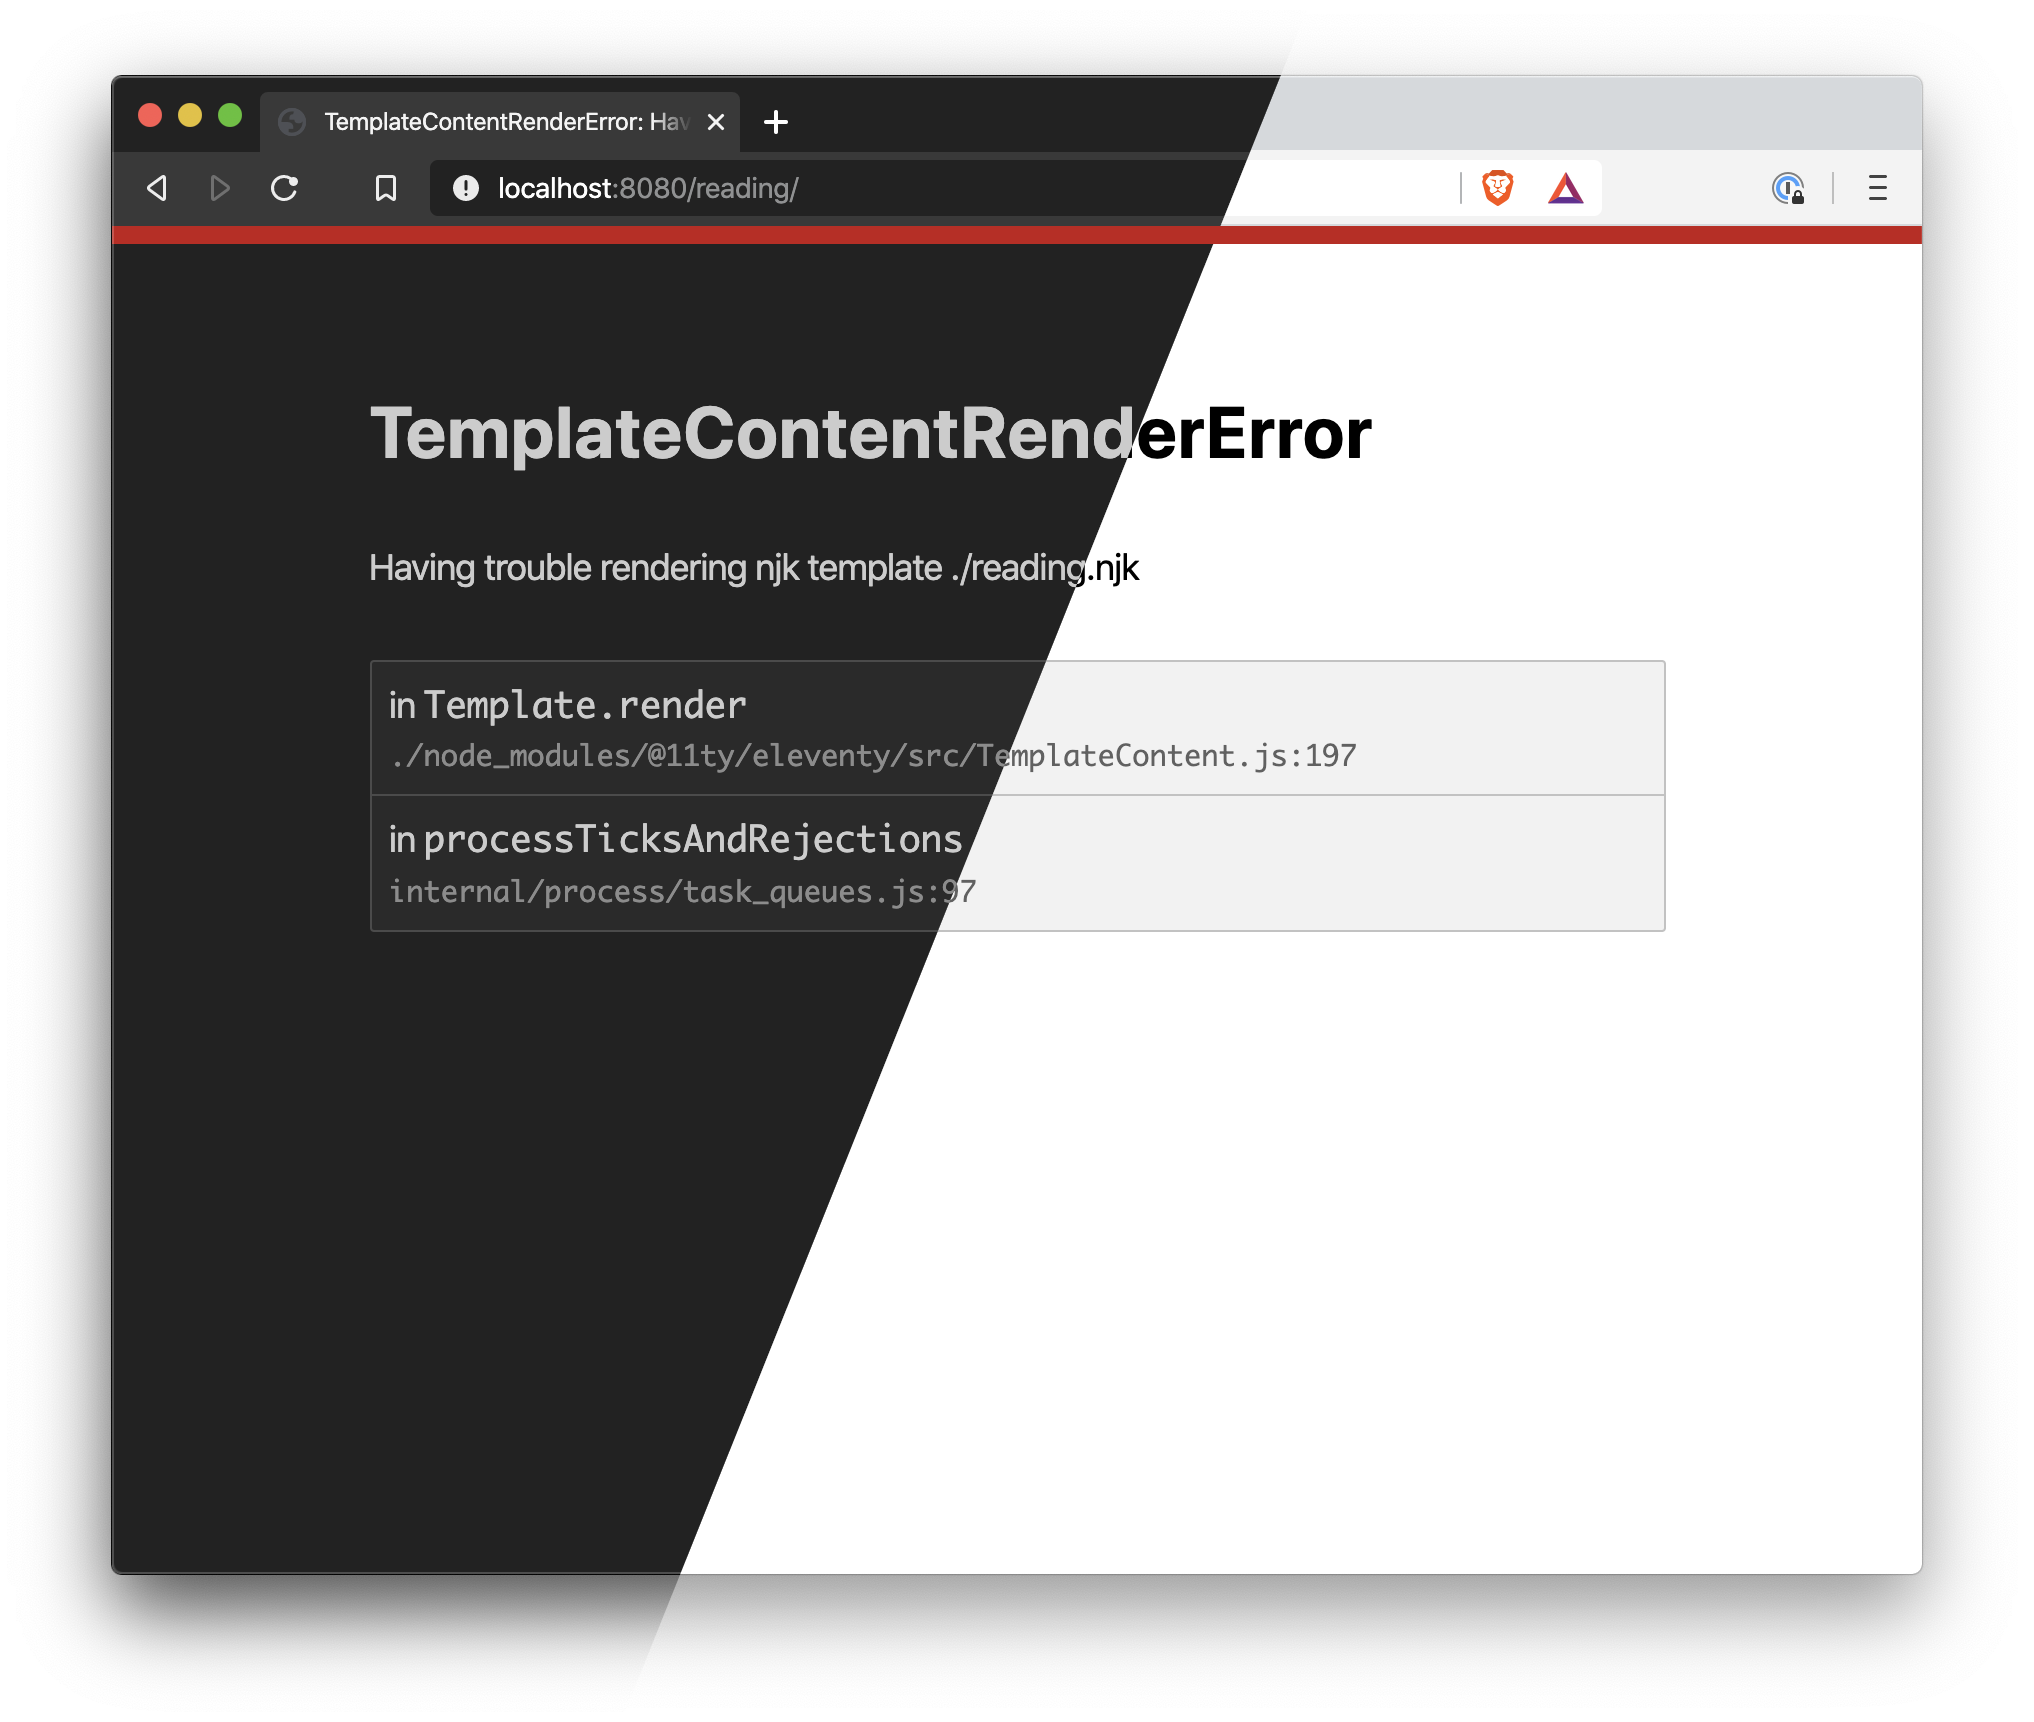 TemplateContentRenderError: Hav
localhost:8080/reading/
TemplateContentRenderError
Having trouble rendering njk template ./reading.njk
in Template.render
./node_modules/@11ty/eleventy/src/TemplateContent.js:197
in processTicksAndRejections
internal/process/task_queues.js:97